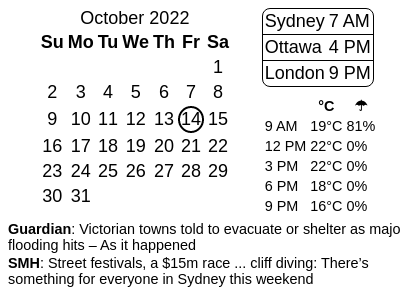 October 2022
Su Mo Tu We Th Fr Sa
1
2 3 4 5 6 7 8
9 10 11 12 13 14 15
16 17 18 19 20 21 22
23 24 25 26 27 28 29
30 31
Sydney 7 AM
Ottawa 4 PM
London 9 PM
°C ☂
9 AM 19°C 81%
12 PM 22°C 0%
3 PM 22°C 0%
6 PM 18°C 0%
9 PM 16°C 0%
Guardian: Victorian towns told to evacuate or shelter as majo
flooding hits – As it happened
SMH: Street festivals, a $15m race ... cliff diving: There’s
something for everyone in Sydney this weekend